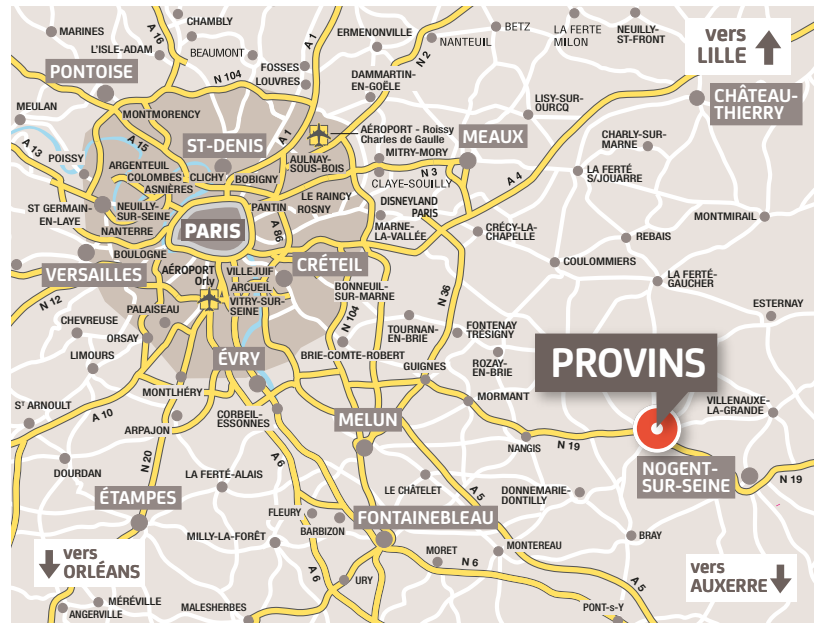 MARINES
A 16
CHAMBLY
L'ISLE-ADAM
BEAUMONT
A 1
ERMENONVILLE
BETZ
NANTEUIL
LA FERTE
MILON
NEUILLY-
ST-FRONT
vers
LILLE
FOSSES
LOUVRES
N 2
PONTOISE
N 104
DAMMARTIN-
EN-GOËLE
MEULAN
MONTMORENCY
LISY-SUR-
OURCQ
CHÂTEAU-
THIERRY
A 13
A 15
ST-DENIS
A 1
AÉROPORT - Roissy
Charles de Gaulle
MEAUX
CHARLY-SUR-
MARNE
POISSY
ARGENTEUIL
COLOMBES
ASNIÈRES
CLICHY
BOBIGNY
AULNAY-
SOUS-BOIS
MITRY-MORY
N 3
CLAYE-SOUILLY
A 4
LA FERTÉ
S/JOUARRE
ST GERMAIN-
EN-LAYE
NEUILLY-
SUR-SEINE
PANTIN
LE RAINCY
ROSNY
DISNEYLAND
PARIS
MONTMIRAIL
NANTERRE
PARIS
A 86
MARNE-
LA-VALLÉE
CRÉCY-LA-
CHAPELLE
REBAIS
BOULOGNE
VERSAILLES
AÉROPORT
Orly
VILLEJUIF
ARCUEIL
VITRY-SUR-
SEINE
CRÉTEIL
BONNEUIL-
SUR-MARNE
COULOMMIERS
LA FERTÉ-
GAUCHER
N 12
N 36
N 104
PALAISEAU
CHEVREUSE
ORSAY
TOURNAN-
EN-BRIE
FONTENAY
TRÉSIGNY
ESTERNAY
LIMOURS
ÉVRY
BRIE-COMTE-ROBERT
GUIGNES
ROZAY-
EN-BRIE
PROVINS
MONTLHÉRY
MORMANT
VILLENAUXE-
LA-GRANDE
ST ARNOULT
A 10
ARPAJON
CORBEIL-
ESSONNES
MELUN
NANGIS
N 19
NOGENT-
SUR-SEINE
N 19
DOURDAN
N 20
LA FERTÉ-ALAIS
A 6
LE CHÂTELET
A 5
DONNEMARIE-
DONTILLY
ÉTAMPES
FLEURY
BARBIZON
FONTAINEBLEAU
MILLY-LA-FORÊT
MONTEREAU
BRAY
vers
ORLÉANS
A 6
URY
MORET
N 6
A 5
vers
AUXERRE
MÉRÉVILLE
ANGERVILLE
MALESHERBES
PONT-s-Y